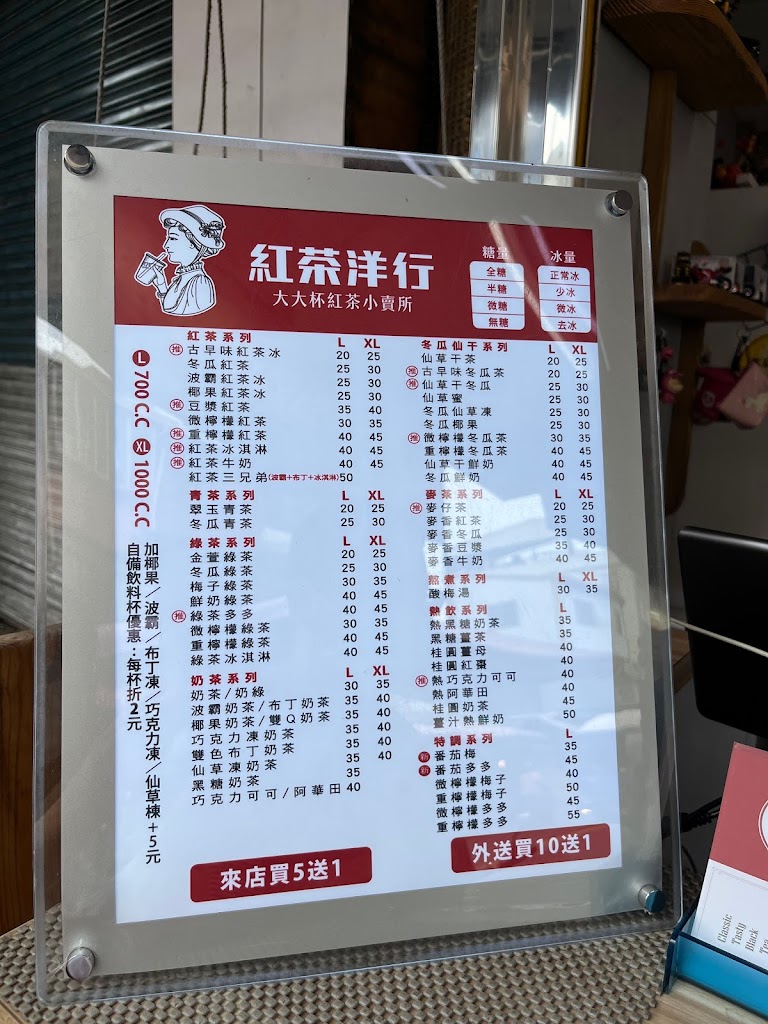 紅茶洋行
大大杯紅茶小賣所
糖量
全糖
半糖
微糖
無糖
冰量
正常冰
少冰
微冰
去冰
L 700 C.C XL 1000 C.C
加椰果／波霸／布丁凍／巧克力凍／仙草棟+5元
自備飲料杯優惠：每杯折2元
紅茶系列 L XL
推 古早味紅茶冰 20 25
冬瓜紅茶 25 30
波霸紅茶冰 25 30
椰果紅茶冰 25 30
推 豆漿紅茶 35 40
微檸檬紅茶 30 35
推 重檸檬紅茶 40 45
推 紅茶冰淇淋 40 45
推 紅茶牛奶 40 45
紅茶三兄弟(波霸+布丁+冰淇淋) 50
青茶系列 L XL
翠玉青茶 20 25
冬瓜青茶 25 30
綠茶系列 L XL
金萱綠茶 20 25
冬瓜綠茶 25 30
梅子綠茶 30 35
鮮奶綠茶 40 45
推 綠茶多多 40 45
微檸檬綠茶 30 35
重檸檬綠茶 40 45
綠茶冰淇淋 40 45
奶茶系列 L XL
奶茶/奶綠 30 35
波霸奶茶/布丁奶茶 35 40
椰果奶茶/雙Q奶茶 35 40
巧克力凍奶茶 35 40
雙色布丁奶茶 35 40
仙草凍奶茶 35 40
黑糖奶茶 35
巧克力可可/阿華田 40
來店買5送1
冬瓜仙干系列 L XL
仙草干茶 20 25
推 古早味冬瓜茶 20 25
推 仙草干冬瓜 25 30
仙草蜜 25 30
冬瓜仙草凍 25 30
冬瓜椰果 25 30
推 微檸檬冬瓜茶 30 35
重檸檬冬瓜茶 40 45
仙草干鮮奶 40 45
冬瓜鮮奶 40 45
麥茶系列 L XL
推 麥仔茶 20 25
麥香紅茶 25 30
麥香冬瓜 25 30
麥香豆漿 35 40
麥香牛奶 40 45
熬煮系列 L XL
酸梅湯 30 35
熱飲系列 L
熱黑糖奶茶 35
黑糖薑茶 35
桂圓薑母 40
桂圓紅棗 40
推 熱巧克力可可 40
熱阿華田 40
桂圓奶茶 45
薑汁熱鮮奶 50
特調系列 L
新 番茄梅 35
新 番茄多多 45
微檸檬梅子 40
重檸檬梅子 50
微檸檬多多 45
重檸檬多多 55
外送買10送1
Classic
Tasty
Black
Tea